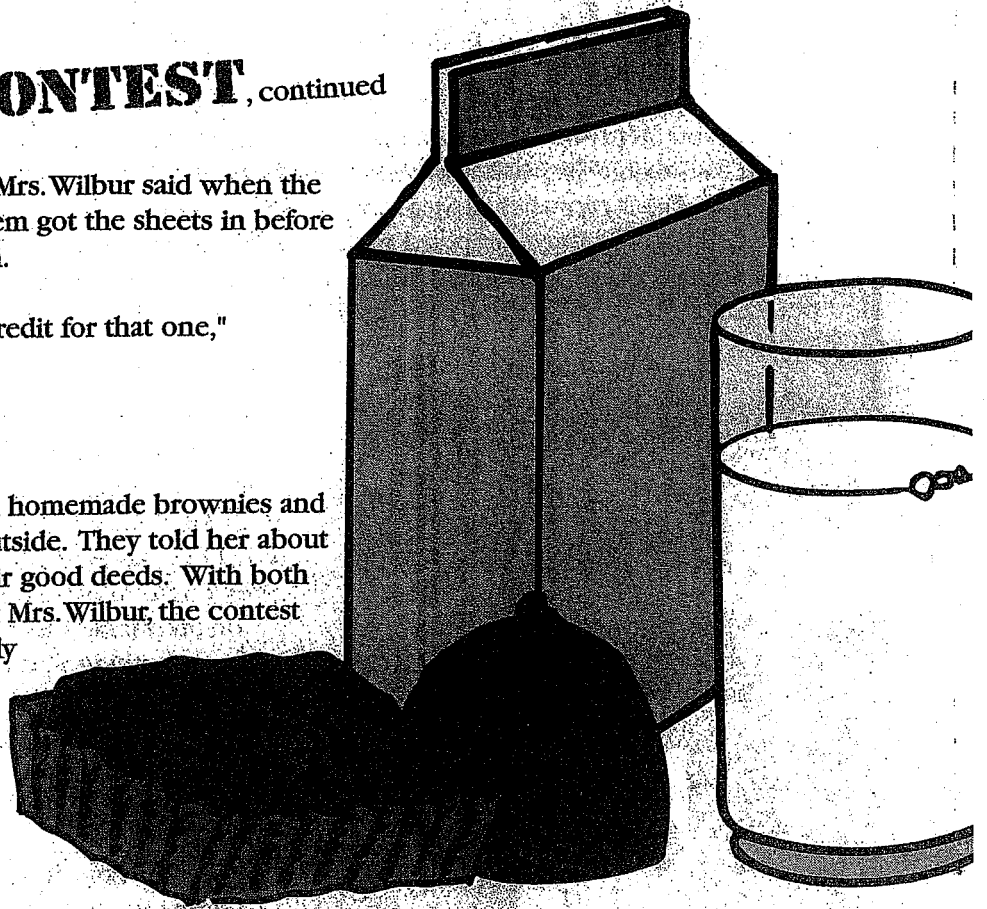 ONTEST, continued
Mrs. Wilbur said when the
em got the sheets in before
redit for that one,"
homemade brownies and
tside. They told her about
r good deeds. With both
Mrs. Wilbur, the contest
ly